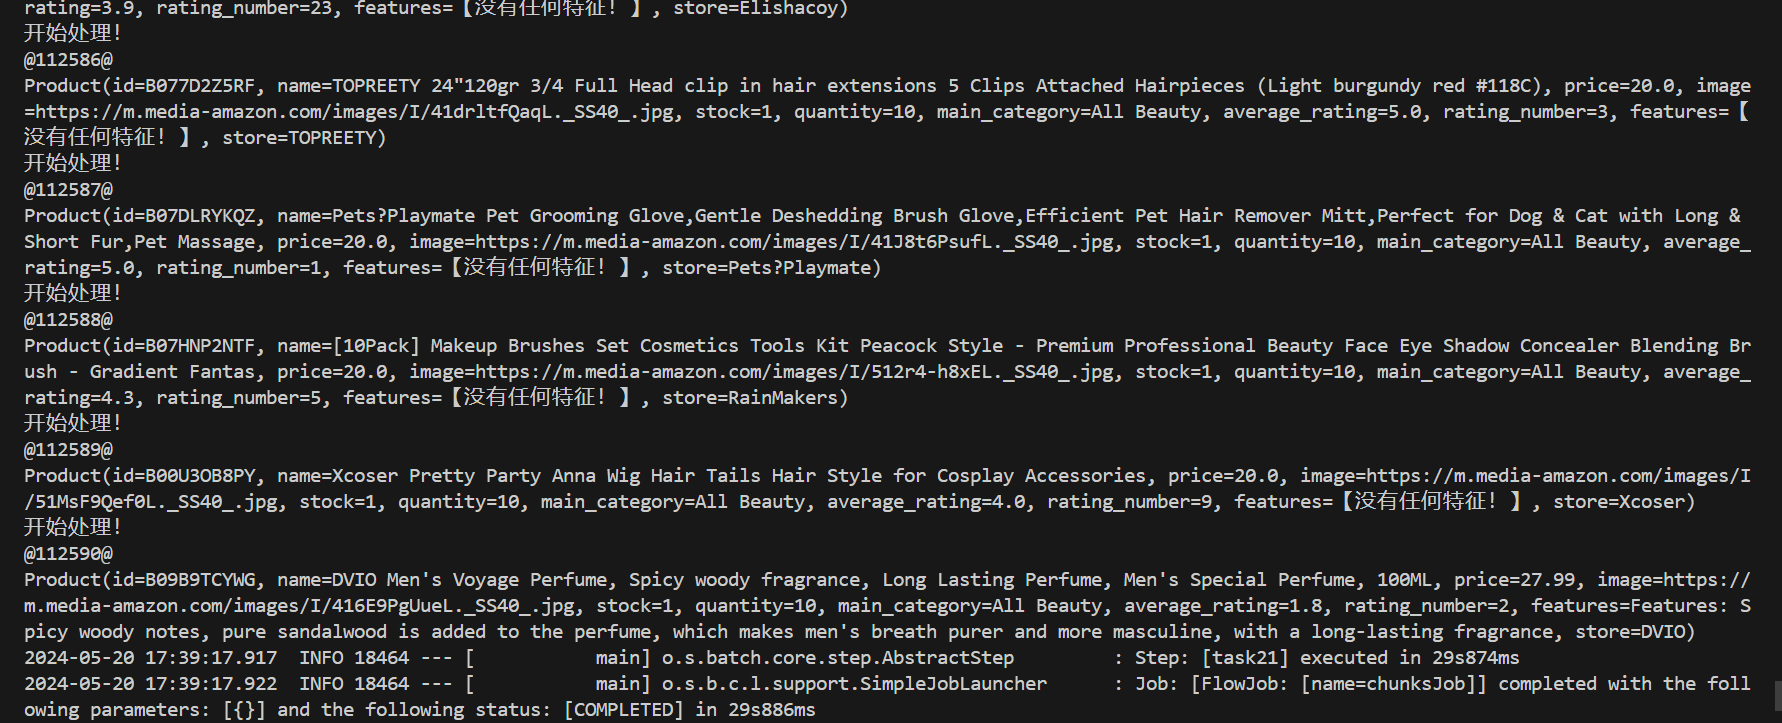 rating=3.9, rating_number=23, features=【没有任何特征！】, store=Elishacoy)
开始处理！
@112586@
Product(id=B077D2Z5RF, name=TOPREETY 24"120gr 3/4 Full Head clip in hair extensions 5 Clips Attached Hairpieces (Light burgundy red #118C), price=20.0, image
=https://m.media-amazon.com/images/I/41drltfQaqL._SS40_.jpg, stock=1, quantity=10, main_category=All Beauty, average_rating=5.0, rating_number=3, features=【
没有任何特征！】, store=TOPREETY)
开始处理！
@112587@
Product(id=B07DLRYKQZ, name=Pets?Playmate Pet Grooming Glove,Gentle Deshedding Brush Glove,Efficient Pet Hair Remover Mitt,Perfect for Dog & Cat with Long &
Short Fur,Pet Massage, price=20.0, image=https://m.media-amazon.com/images/I/41J8t6PsufL._SS40_.jpg, stock=1, quantity=10, main_category=All Beauty, average_
rating=5.0, rating_number=1, features=【没有任何特征！】, store=Pets?Playmate)
开始处理！
@112588@
Product(id=B07HNP2NTF, name=[10Pack] Makeup Brushes Set Cosmetics Tools Kit Peacock Style - Premium Professional Beauty Face Eye Shadow Concealer Blending Br
ush - Gradient Fantas, price=20.0, image=https://m.media-amazon.com/images/I/512r4-h8xEL._SS40_.jpg, stock=1, quantity=10, main_category=All Beauty, average_
rating=4.3, rating_number=5, features=【没有任何特征！】, store=RainMakers)
开始处理！
@112589@
Product(id=B00U3OB8PY, name=Xcoser Pretty Party Anna Wig Hair Tails Hair Style for Cosplay Accessories, price=20.0, image=https://m.media-amazon.com/images/I
/51MsF9Qef0L._SS40_.jpg, stock=1, quantity=10, main_category=All Beauty, average_rating=4.0, rating_number=9, features=【没有任何特征！】, store=Xcoser)
开始处理！
@112590@
Product(id=B09B9TCYWG, name=DVIO Men's Voyage Perfume, Spicy woody fragrance, Long Lasting Perfume, Men's Special Perfume, 100ML, price=27.99, image=https://
m.media-amazon.com/images/I/416E9PgUueL._SS40_.jpg, stock=1, quantity=10, main_category=All Beauty, average_rating=1.8, rating_number=2, features=Features: S
picy woody notes, pure sandalwood is added to the perfume, which makes men's breath purer and more masculine, with a long-lasting fragrance, store=DVIO)
2024-05-20 17:39:17.917  INFO 18464 --- [           main] o.s.batch.core.step.AbstractStep         : Step: [task21] executed in 29s874ms
2024-05-20 17:39:17.922  INFO 18464 --- [           main] o.s.b.c.l.support.SimpleJobLauncher      : Job: [FlowJob: [name=chunksJob]] completed with the foll
owing parameters: [{}] and the following status: [COMPLETED] in 29s886ms